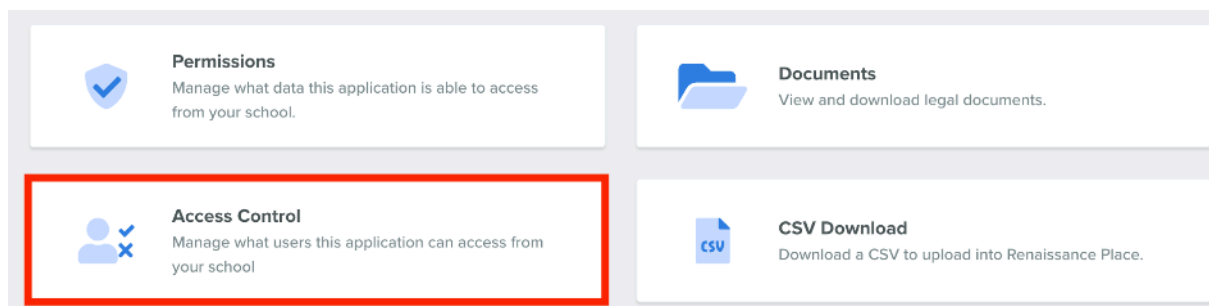 Permissions
Manage what data this application is able to access
from your school.
Documents
View and download legal documents.
Access Control
Manage what users this application can access from
your school
CSV
CSV Download
Download a CSV to upload into Renaissance Place.